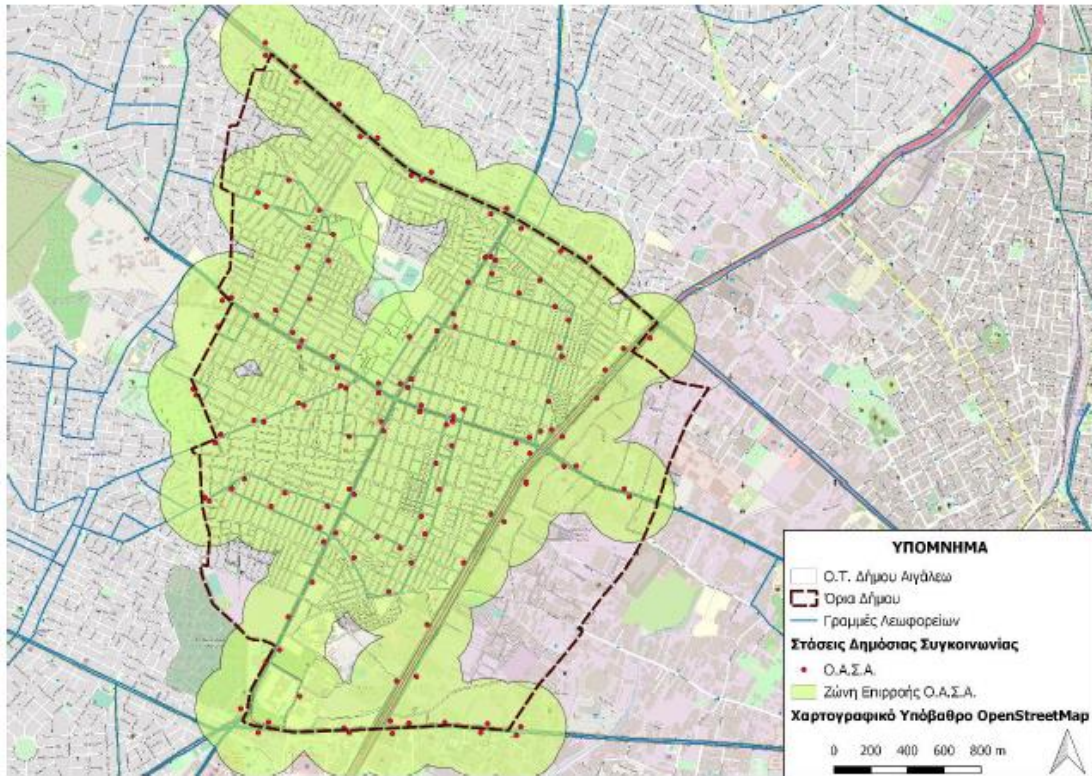 ΥΠΟΜΝΗΜΑ
Ο.Τ. Δήμου Αιγάλεω
Όρια Δήμου
Γραμμές Λεωφορείων
Στάσεις Δημόσιας Συγκοινωνίας
Ο.Α.Σ.Α.
Ζώνη Επιρροής Ο.Α.Σ.Α.
Χαρτογραφικό Υπόβαθρο OpenStreetMap
0 200 400 600 800 m